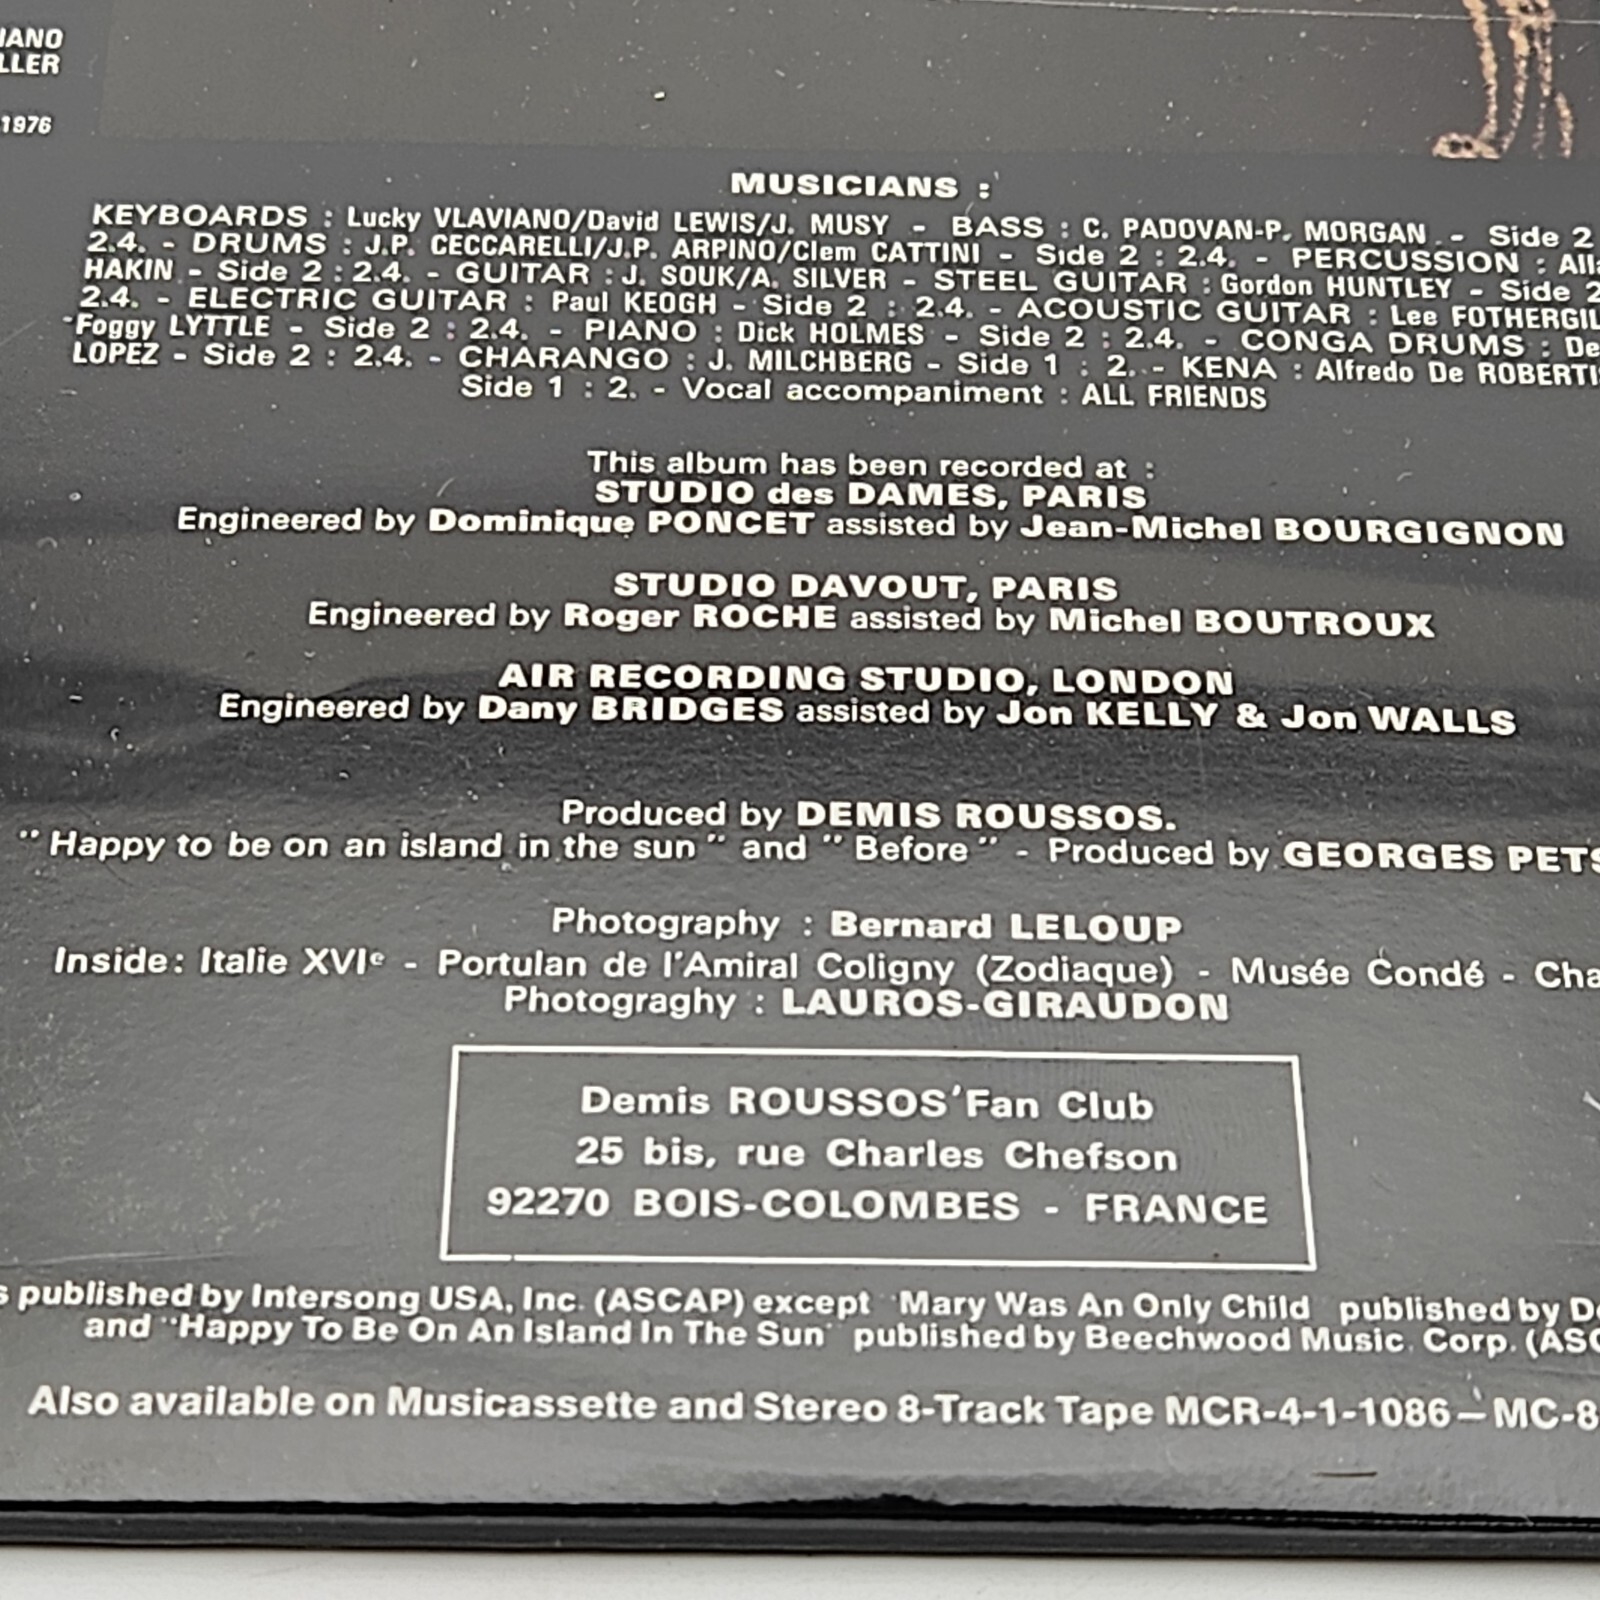 IANO
LLER
1976
MUSICIANS :
KEYBOARDS : Lucky VLAVIANO/David LEWIS/J. MUSY - BASS : C. PADOVAN-P. MORGAN - Side 2
2.4. - DRUMS : J.P. CECCARELLI/J.P. ARPINO/Clem CATTINI - Side 2 : 2.4. - PERCUSSION : Alla
HAKIN - Side 2 : 2.4. - GUITAR : J. SOUK/A. SILVER - STEEL GUITAR : Gordon HUNTLEY - Side 2
2.4. - ELECTRIC GUITAR : Paul KEOGH - Side 2 : 2.4. - ACOUSTIC GUITAR : Lee FOTHERGIL
Foggy LYTTLE - Side 2 : 2.4. - PIANO : Dick HOLMES - Side 2 : 2.4. - CONGA DRUMS : De
LOPEZ - Side 2 : 2.4. - CHARANGO : J. MILCHBERG - Side 1 : 2. - KENA : Alfredo De ROBERTIS
Side 1 : 2. - Vocal accompaniment : ALL FRIENDS
This album has been recorded at :
STUDIO des DAMES, PARIS
Engineered by Dominique PONCET assisted by Jean-Michel BOURGIGNON
STUDIO DAVOUT, PARIS
Engineered by Roger ROCHE assisted by Michel BOUTROUX
AIR RECORDING STUDIO, LONDON
Engineered by Dany BRIDGES assisted by Jon KELLY & Jon WALLS
Produced by DEMIS ROUSSOS.
"Happy to be on an island in the sun" and "Before" - Produced by GEORGES PETS
Photography : Bernard LELOUP
Inside: Italie XVIe - Portulan de l'Amiral Coligny (Zodiaque) - Musée Condé - Cha
Photograghy : LAUROS-GIRAUDON
Demis ROUSSOS'Fan Club
25 bis, rue Charles Chefson
92270 BOIS-COLOMBES - FRANCE
s published by Intersong USA, Inc. (ASCAP) except "Mary Was An Only Child" published by D
and "Happy To Be On An Island In The Sun" published by Beechwood Music. Corp. (ASC
Also available on Musicassette and Stereo 8-Track Tape MCR-4-1-1086 - MC-8